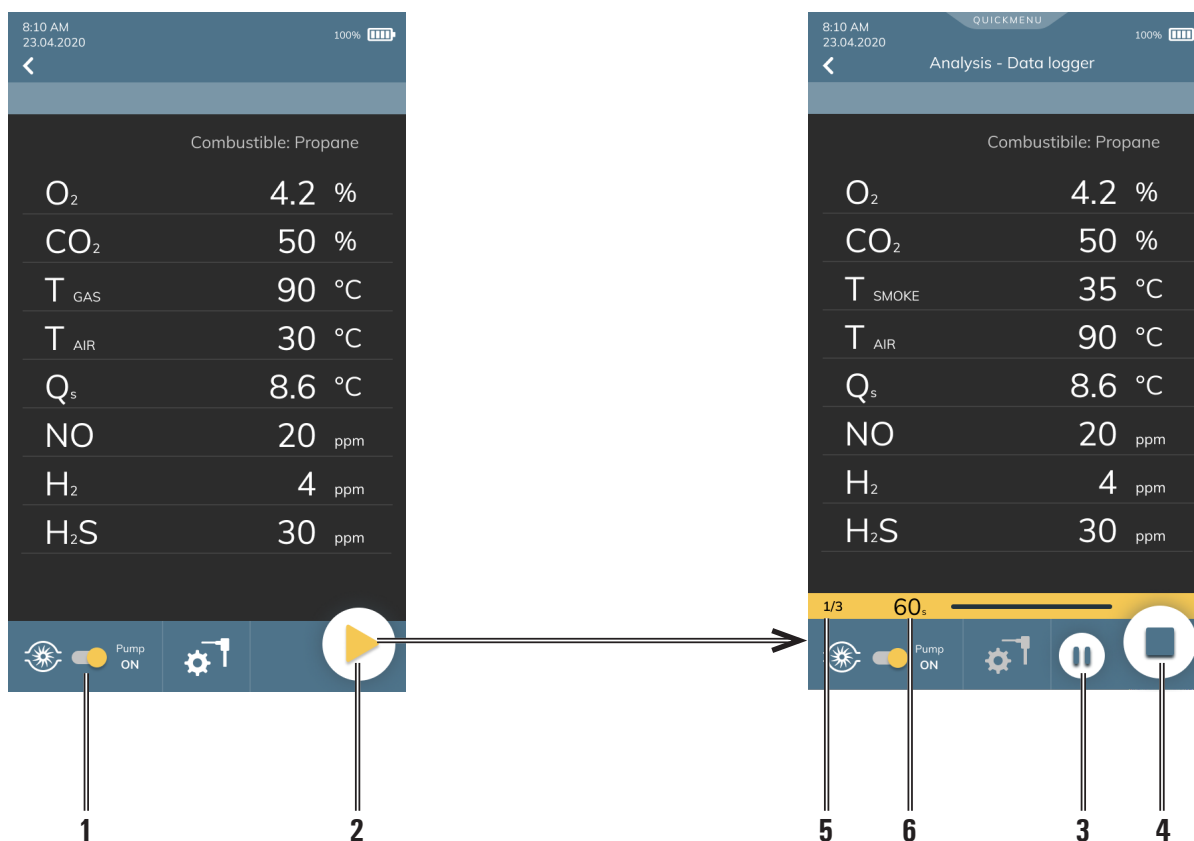 8:10 AM
23.04.2020
100%
Combustible: Propane
O₂ 4.2 %
CO₂ 50 %
T GAS 90 °C
T AIR 30 °C
Qs 8.6 °C
NO 20 ppm
H₂ 4 ppm
H₂S 30 ppm
Pump
ON
1
2
QUICKMENU
8:10 AM
23.04.2020
100%
Analysis - Data logger
Combustibile: Propane
O₂ 4.2 %
CO₂ 50 %
T SMOKE 35 °C
T AIR 90 °C
Qs 8.6 °C
NO 20 ppm
H₂ 4 ppm
H₂S 30 ppm
1/3 60s
Pump
ON
5
6
3
4